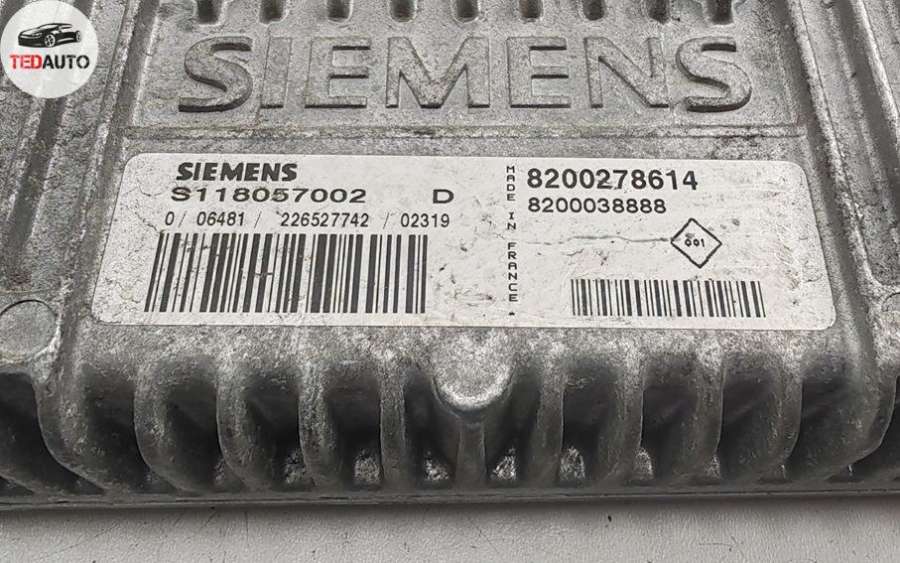 TEDAUTO
SIEMENS
SIEMENS
S118057002 D
0 / 06481 / 226527742 / 02319
MADE IN FRANCE
8200278614
8200038888
001